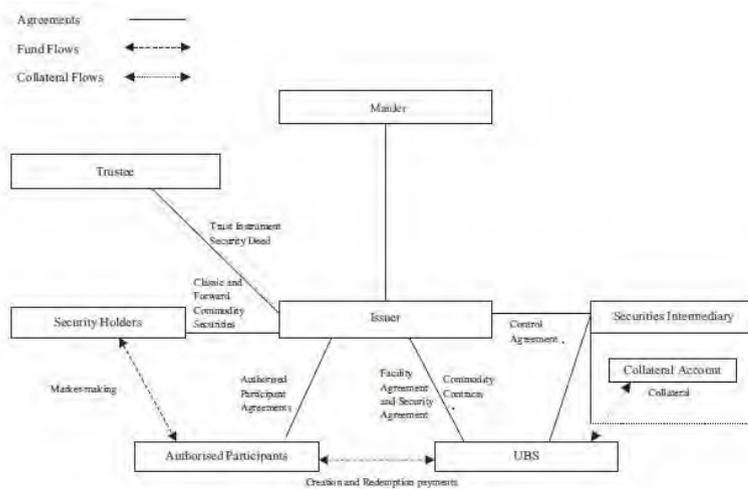 Agreements
Fund Flows
Collateral Flows
Trustee
Trust Instrument
Security Deed
Classic and
Forward
Commodity
Securities
Security Holders
Issuer
Securities Intermediary
Control
Agreement
Collateral Account
Collateral
Market-making
Authorised
Participant
Agreements
Facility
Agreement
and Security
Agreement
Commodity
Contracts
Authorised Participants
UBS
Creation and Redemption payments